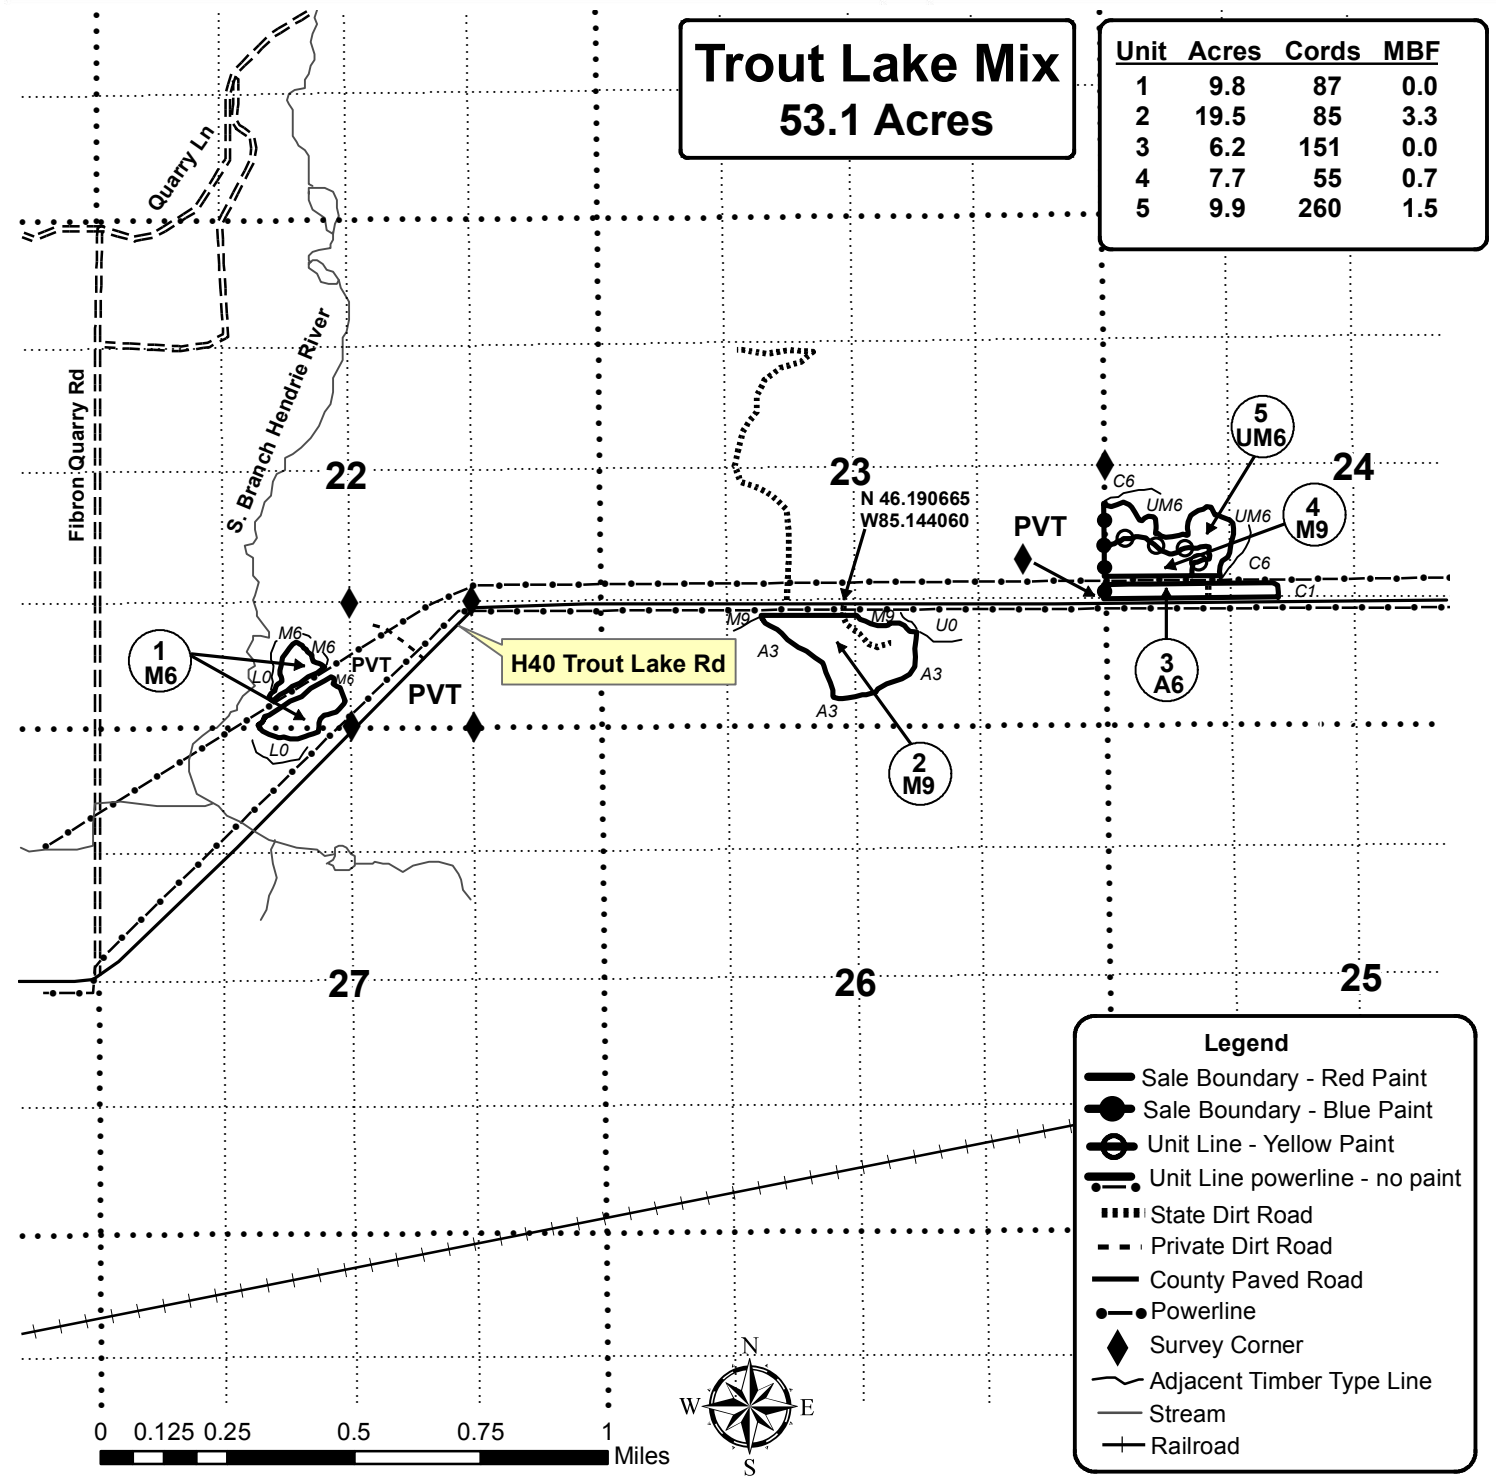 Trout Lake Mix
53.1 Acres
Unit Acres Cords MBF
1 9.8 87 0.0
2 19.5 85 3.3
3 6.2 151 0.0
4 7.7 55 0.7
5 9.9 260 1.5
Quarry Ln
Fibron Quarry Rd
S. Branch Hendrie River
22
23
24
N 46.190665
W85.144060
PVT
5
UM6
4
M9
C6
UM6
UM6
C6
C1
3
A6
1
M6
M6
M6
L0
M6
L0
PVT
PVT
H40 Trout Lake Rd
M9
M9
U0
A3
A3
A3
2
M9
27
26
25
Legend
Sale Boundary - Red Paint
Sale Boundary - Blue Paint
Unit Line - Yellow Paint
Unit Line powerline - no paint
State Dirt Road
Private Dirt Road
County Paved Road
Powerline
Survey Corner
Adjacent Timber Type Line
Stream
Railroad
N
W E
S
0 0.125 0.25 0.5 0.75 1
Miles